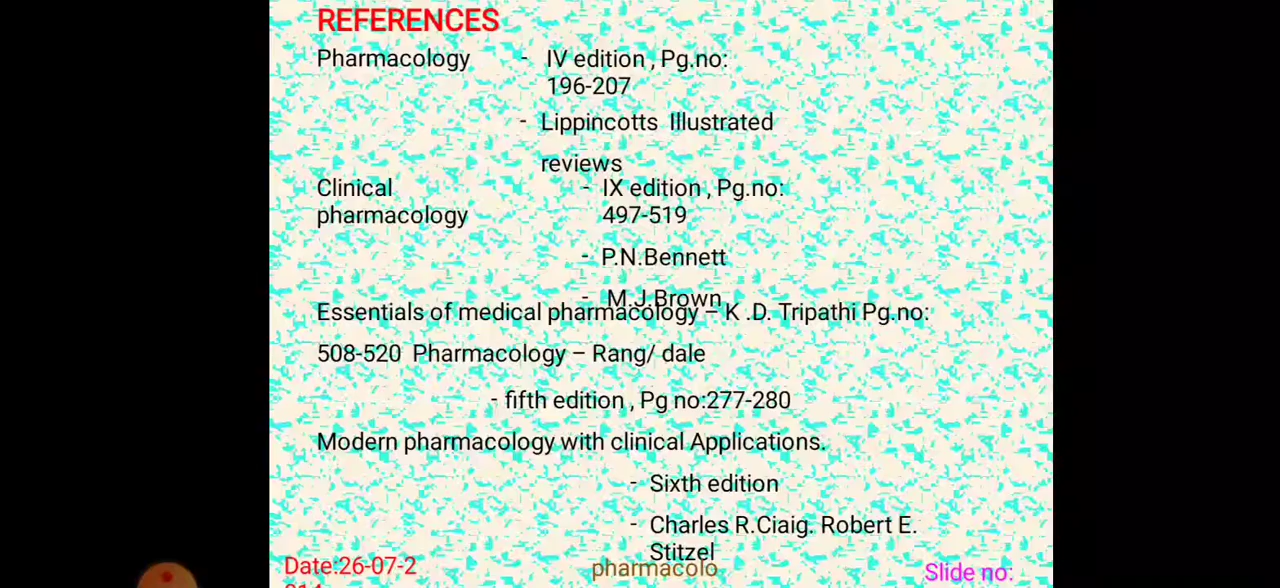 REFERENCES
Pharmacology - IV edition , Pg.no:
196-207
- Lippincotts Illustrated
reviews
Clinical - IX edition , Pg.no:
pharmacology 497-519
- P.N.Bennett
- M.J.Brown
Essentials of medical pharmacology – K .D. Tripathi Pg.no:
508-520 Pharmacology – Rang/ dale
- fifth edition , Pg no:277-280
Modern pharmacology with clinical Applications.
- Sixth edition
- Charles R.Ciaig. Robert E.
Stitzel
Date:26-07-2
014
pharmacolo
Slide no: